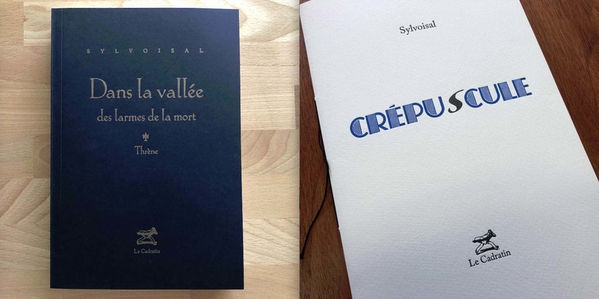 SYLVOISAL
Dans la vallée
des larmes de la mort
Thrène
Le Cadratin
Sylvoisal
CRÉPUSCULE
Le Cadratin